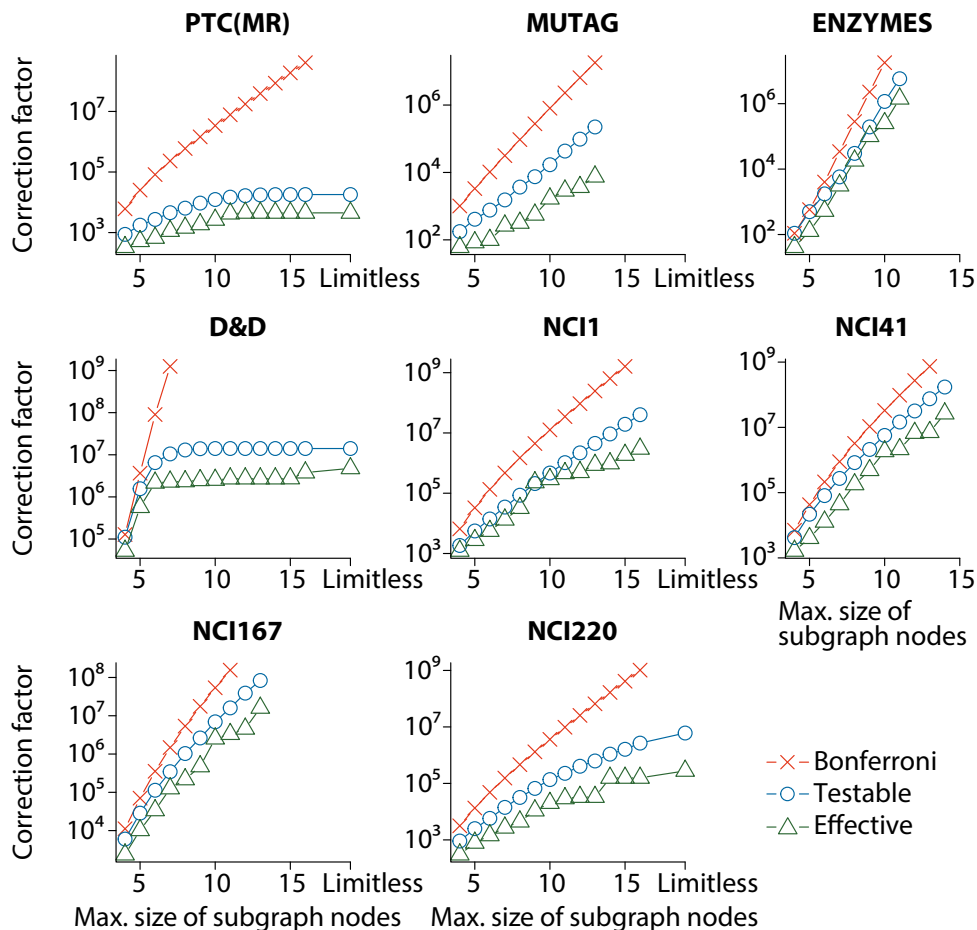 PTC(MR)
MUTAG
ENZYMES
Correction factor
10^7
10^5
10^3
5 10 15 Limitless
10^6
10^4
10^2
5 10 15 Limitless
10^6
10^4
10^2
5 10 15
D&D
NCI1
NCI41
Correction factor
10^9
10^8
10^7
10^6
10^5
5 10 15 Limitless
10^9
10^7
10^5
10^3
5 10 15 Limitless
10^9
10^7
10^5
10^3
5 10 15
Max. size of
subgraph nodes
NCI167
NCI220
Correction factor
10^8
10^7
10^6
10^5
10^4
5 10 15 Limitless
Max. size of subgraph nodes
10^9
10^7
10^5
10^3
5 10 15 Limitless
Max. size of subgraph nodes
Bonferroni
Testable
Effective